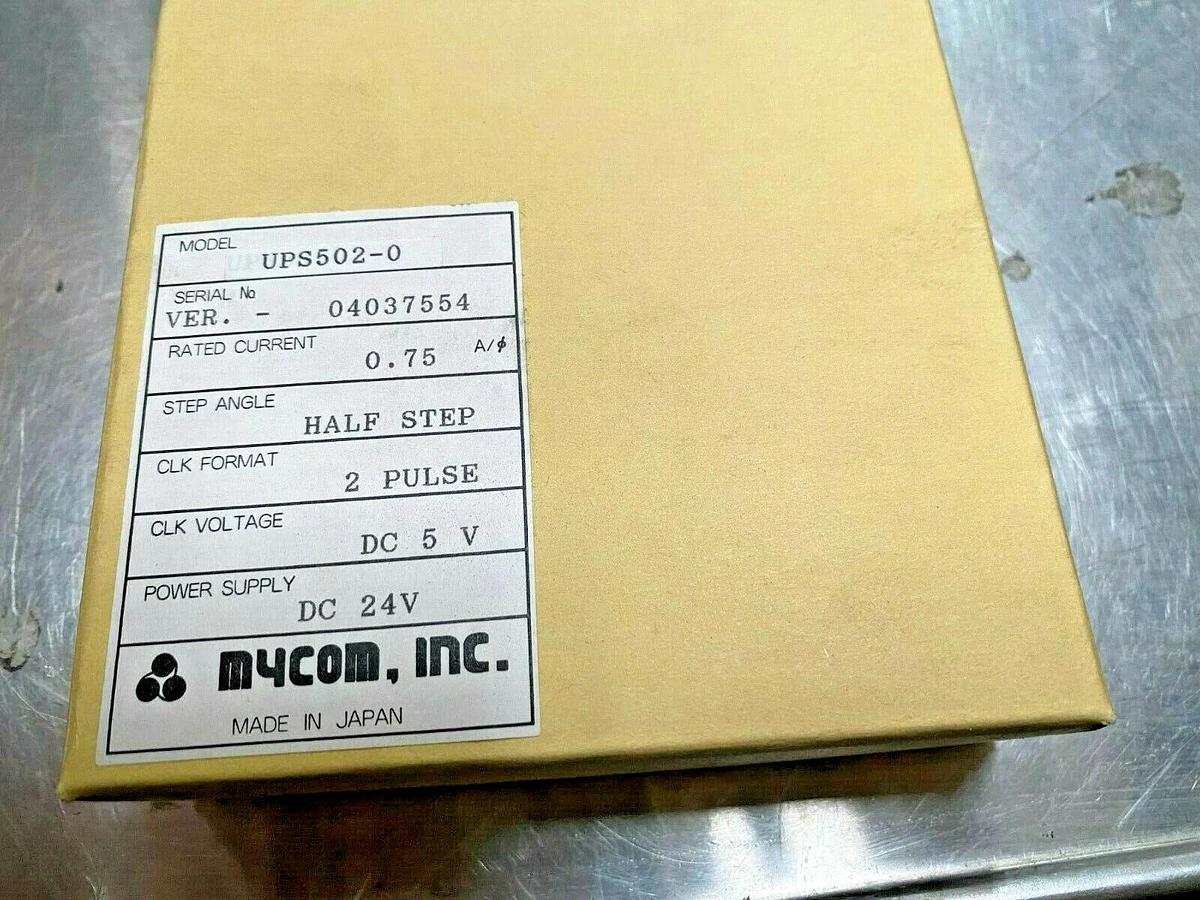 MODEL
UPS502-0
SERIAL No
VER. - 04037554
RATED CURRENT
0.75 A/ϕ
STEP ANGLE
HALF STEP
CLK FORMAT
2 PULSE
CLK VOLTAGE
DC 5 V
POWER SUPPLY
DC 24V
MYCOM, INC.
MADE IN JAPAN